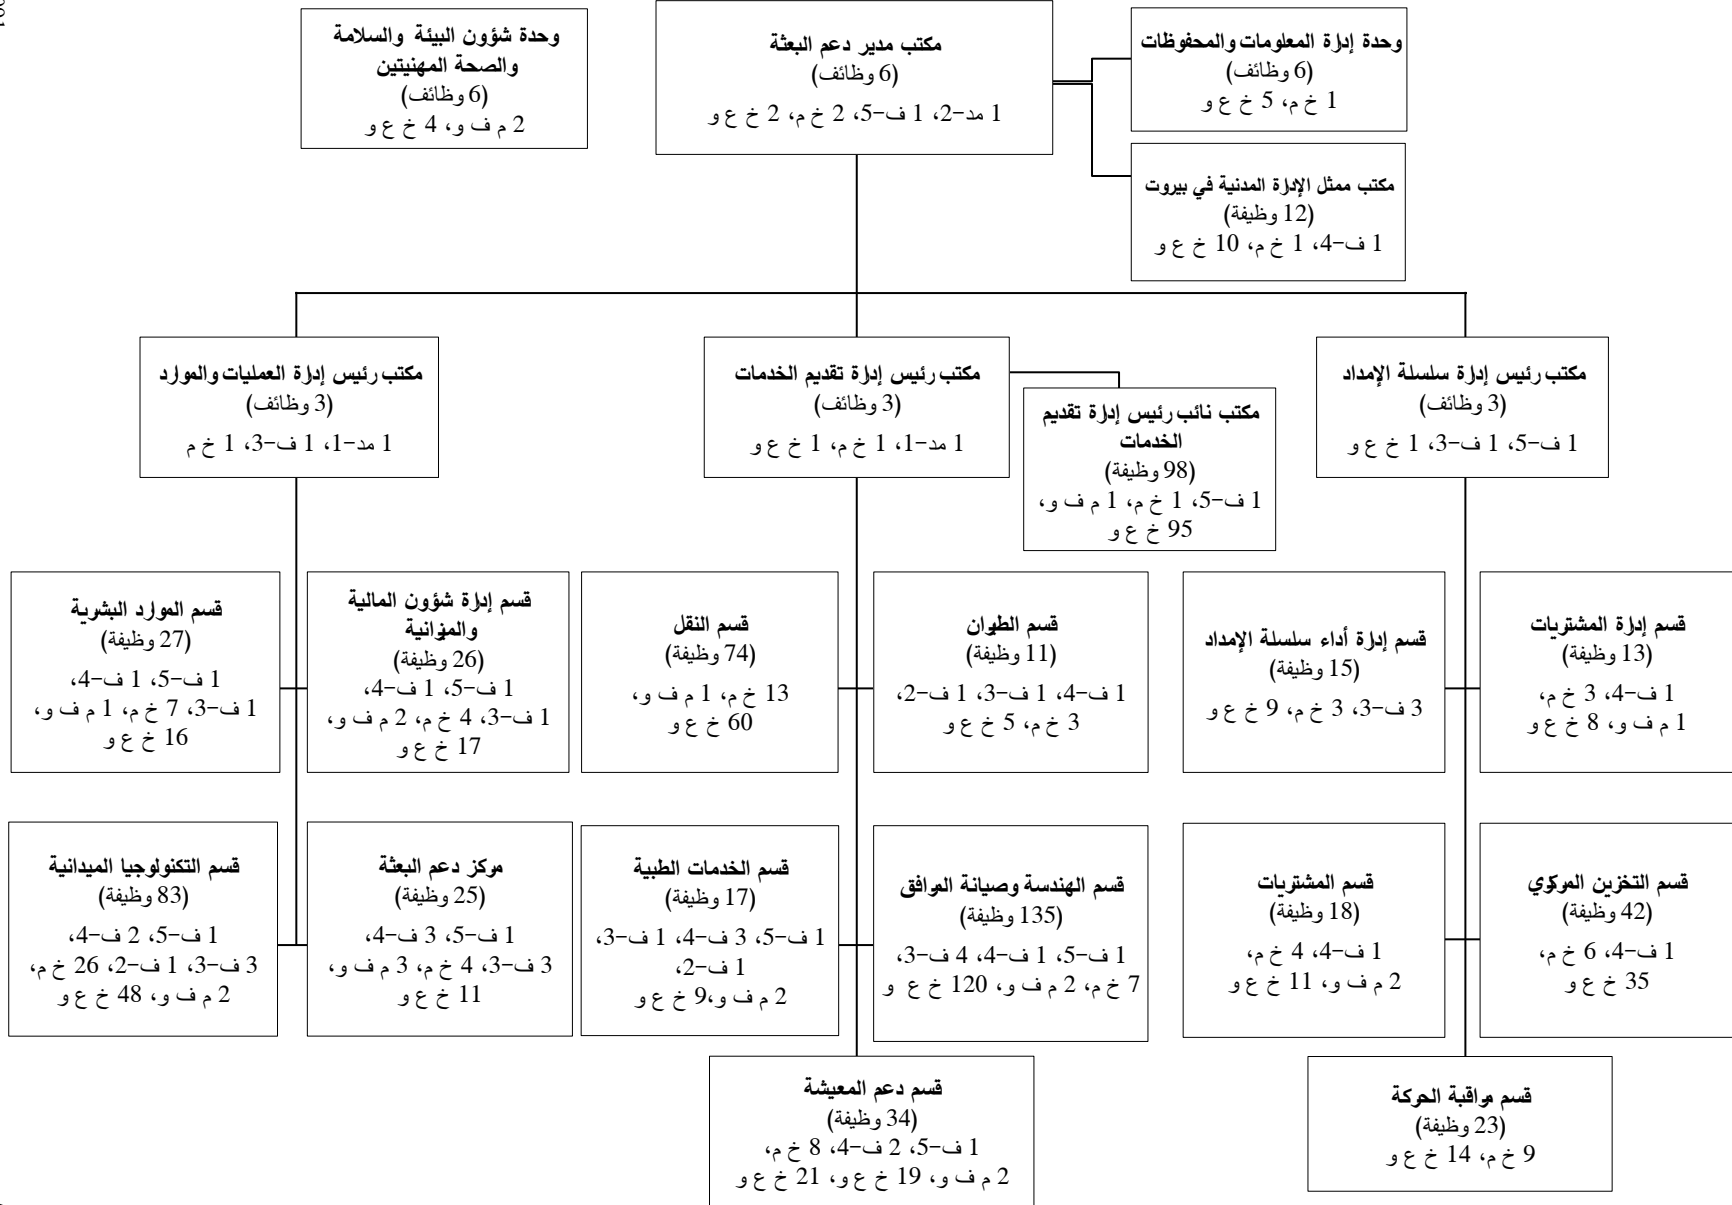 وحدة شؤون البيئة والسلامة
والصحة المهنيتين
(6 وظائف)
2 م ف و، 4 خ ع و
مكتب مدير دعم البعثة
(6 وظائف)
1 مد-2، 1 ف-5، 2 خ م، 2 خ ع و
وحدة إدارة المعلومات والمحفوظات
(6 وظائف)
1 خ م، 5 خ ع و
مكتب ممثل الإدارة المدنية في بيروت
(12 وظيفة)
1 ف-4، 1 خ م، 10 خ ع و
مكتب رئيس إدارة سلسلة الإمداد
(3 وظائف)
1 ف-5، 1 ف-3، 1 خ ع و
مكتب رئيس إدارة تقديم الخدمات
(3 وظائف)
1 مد-1، 1 خ م، 1 خ ع و
مكتب نائب رئيس إدارة تقديم
الخدمات
(98 وظيفة)
1 ف-5، 1 خ م، 1 م ف و،
95 خ ع و
مكتب رئيس إدارة العمليات والموارد
(3 وظائف)
1 مد-1، 1 ف-3، 1 خ م
قسم إدارة المشتريات
(13 وظيفة)
1 ف-4، 3 خ م،
1 م ف و، 8 خ ع و
قسم إدارة أداء سلسلة الإمداد
(15 وظيفة)
3 ف-3، 3 خ م، 9 خ ع و
قسم الطيران
(11 وظيفة)
1 ف-4، 1 ف-3، 1 ف-2،
3 خ م، 5 خ ع و
قسم النقل
(74 وظيفة)
13 خ م، 1 م ف و،
60 خ ع و
قسم إدارة شؤون المالية
والميزانية
(26 وظيفة)
1 ف-5، 1 ف-4،
1 ف-3، 4 خ م، 2 م ف و،
17 خ ع و
قسم الموارد البشرية
(27 وظيفة)
1 ف-5، 1 ف-4،
1 ف-3، 7 خ م، 1 م ف و،
16 خ ع و
قسم التخزين المركزي
(42 وظيفة)
1 ف-4، 6 خ م،
35 خ ع و
قسم المشتريات
(18 وظيفة)
1 ف-4، 4 خ م،
2 م ف و، 11 خ ع و
قسم الهندسة وصيانة المرافق
(135 وظيفة)
1 ف-5، 1 ف-4، 4 ف-3،
7 خ م، 2 م ف و، 120 خ ع و
قسم الخدمات الطبية
(17 وظيفة)
1 ف-5، 3 ف-4، 1 ف-3،
1 ف-2،
2 م ف و،9 خ ع و
مركز دعم البعثة
(25 وظيفة)
1 ف-5، 3 ف-4،
3 ف-3، 4 خ م، 3 م ف و،
11 خ ع و
قسم التكنولوجيا الميدانية
(83 وظيفة)
1 ف-5، 2 ف-4،
3 ف-3، 1 ف-2، 26 خ م،
2 م ف و، 48 خ ع و
قسم مراقبة الحركة
(23 وظيفة)
9 خ م، 14 خ ع و
قسم دعم المعيشة
(34 وظيفة)
1 ف-5، 2 ف-4، 8 خ م،
2 م ف و، 19 خ ع و، 21 خ ع و